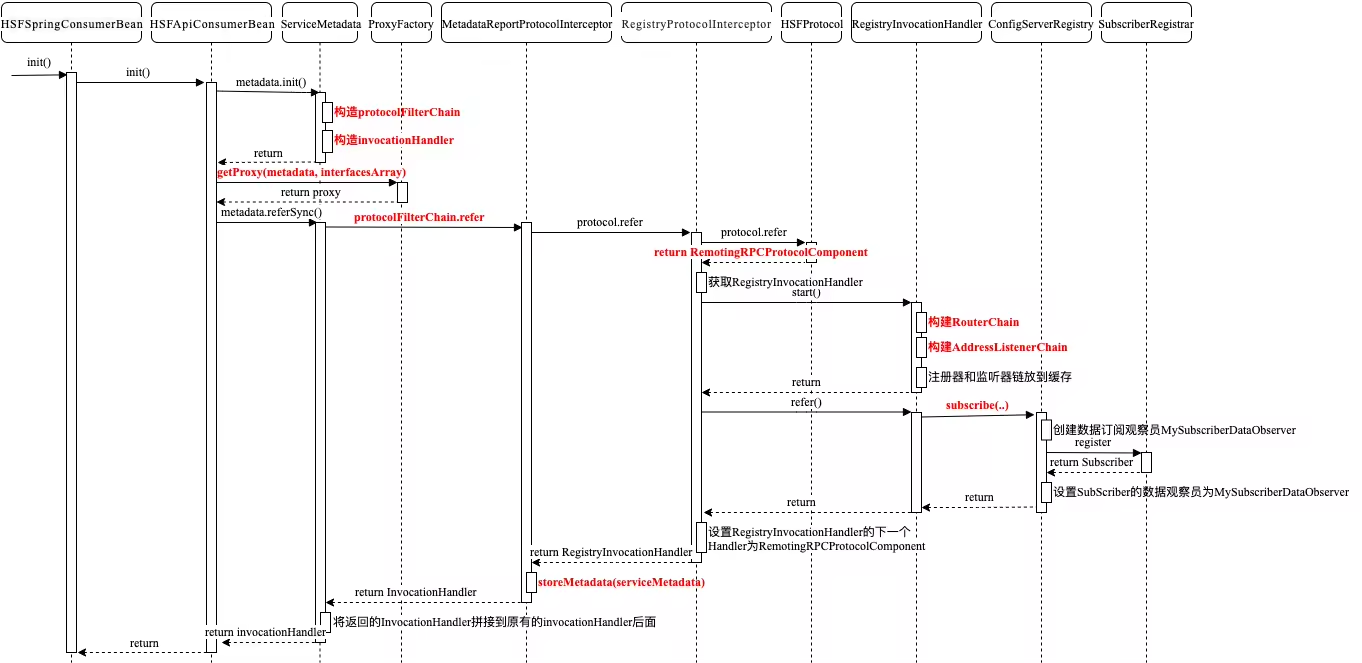 HSFSpringConsumerBean
HSFApiConsumerBean
ServiceMetadata
ProxyFactory
MetadataReportProtocolInterceptor
RegistryProtocolInterceptor
HSFProtocol
RegistryInvocationHandler
ConfigServerRegistry
SubscriberRegistrar
init()
init()
metadata.init()
构造protocolFilterChain
构造invocationHandler
return
getProxy(metadata, interfacesArray)
return proxy
metadata.referSync()
protocolFilterChain.refer
protocol.refer
protocol.refer
return RemotingRPCProtocolComponent
获取RegistryInvocationHandler
start()
构建RouterChain
构建AddressListenerChain
注册器和监听器链放到缓存
return
refer()
subscribe(..)
创建数据订阅观察员MySubscriberDataObserver
register
return Subscriber
设置SubScriber的数据观察员为MySubscriberDataObserver
return
return
设置RegistryInvocationHandler的下一个
Handler为RemotingRPCProtocolComponent
return RegistryInvocationHandler
storeMetadata(serviceMetadata)
return InvocationHandler
将返回的InvocationHandler拼接到原有的invocationHandler后面
return invocationHandler
return